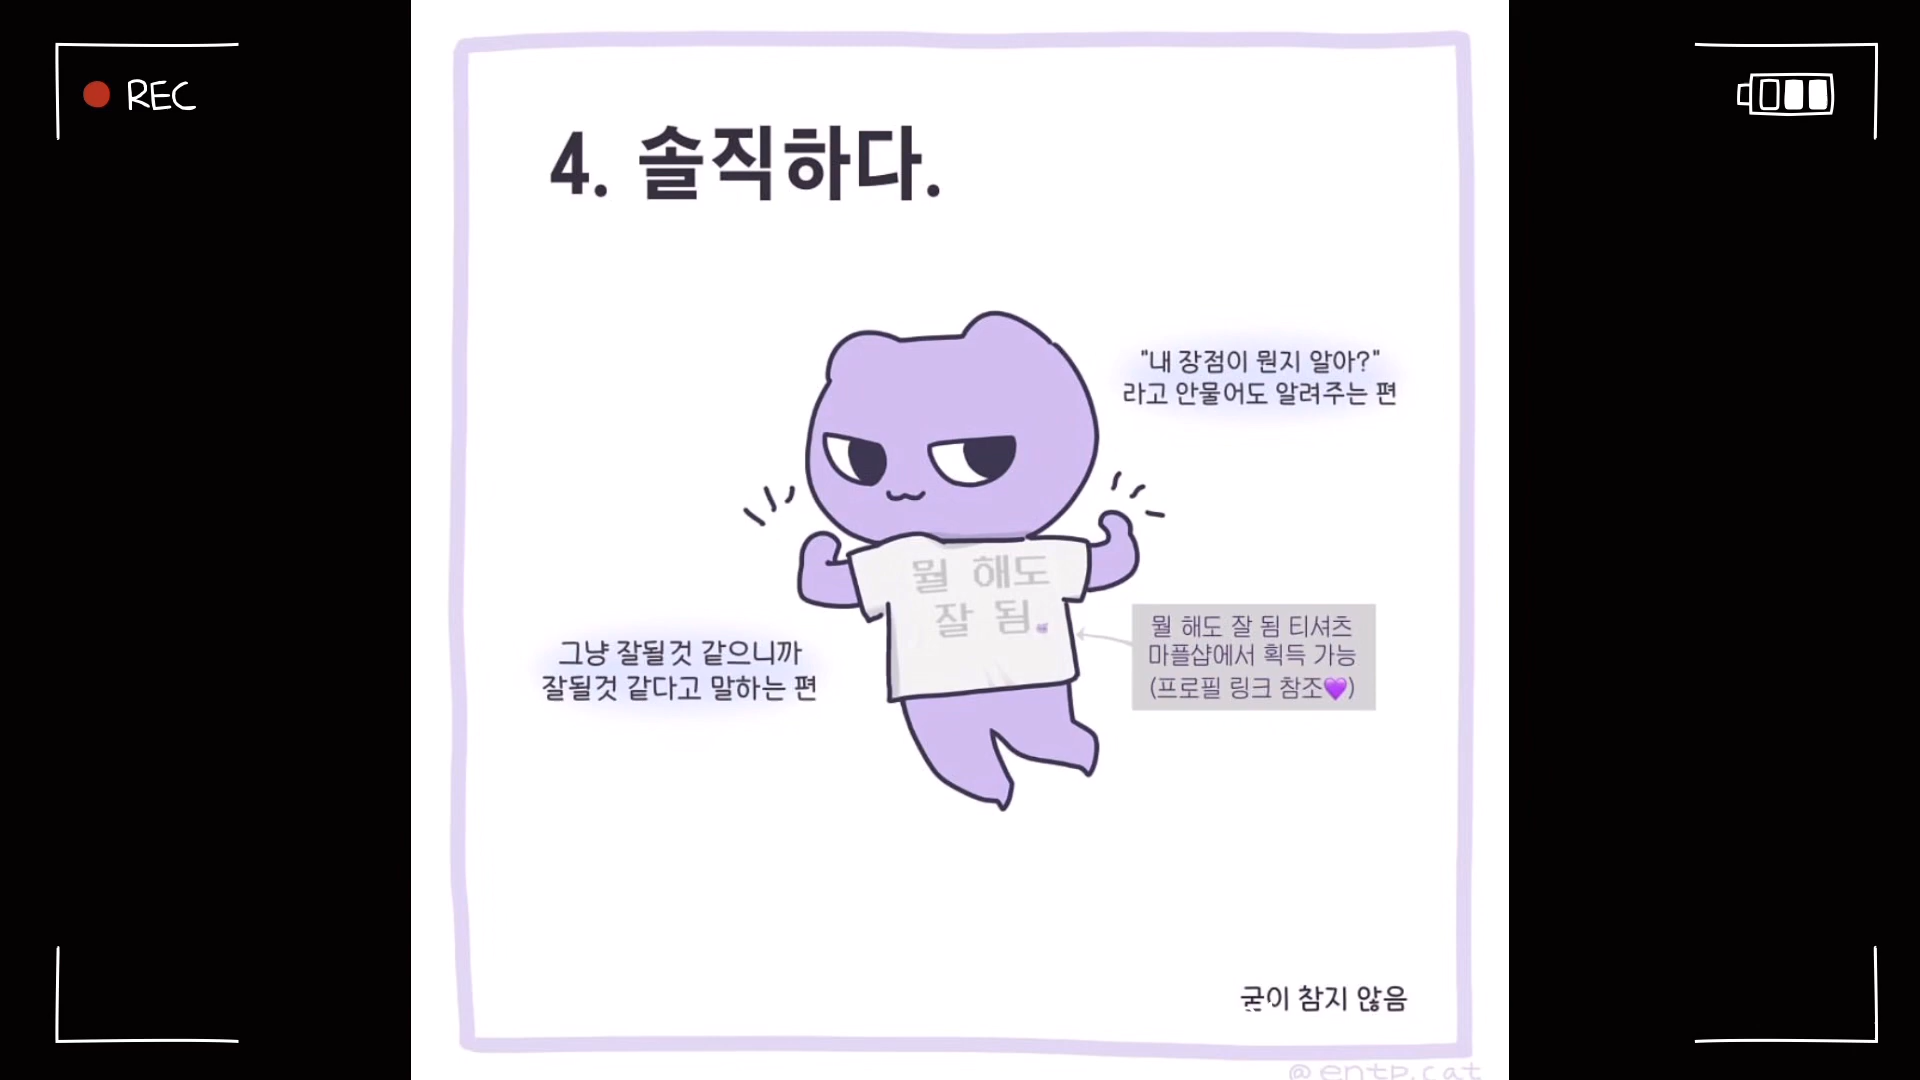 REC
4. 솔직하다.
"내 장점이 뭔지 알아?"
라고 안물어도 알려주는 편
뭘 해도
잘 됨.
그냥 잘될것 같으니까
잘될것 같다고 말하는 편
뭘 해도 잘 됨 티셔츠
마플샵에서 획득 가능
(프로필 링크 참조💜)
굳이 참지 않음
@entp.cat